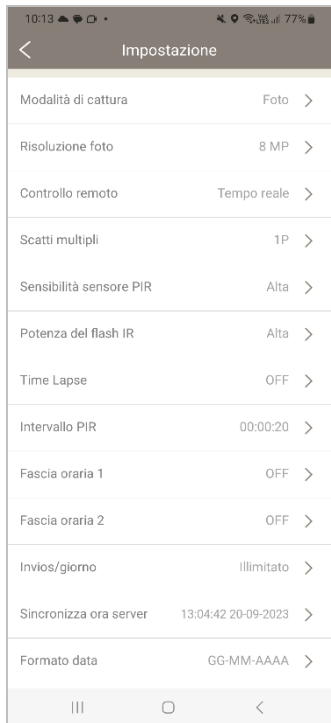 10:13 77%
Impostazione
Modalità di cattura Foto
Risoluzione foto 8 MP
Controllo remoto Tempo reale
Scatti multipli 1P
Sensibilità sensore PIR Alta
Potenza del flash IR Alta
Time Lapse OFF
Intervallo PIR 00:00:20
Fascia oraria 1 OFF
Fascia oraria 2 OFF
Invios/giorno Illimitato
Sincronizza ora server 13:04:42 20-09-2023
Formato data GG-MM-AAAA